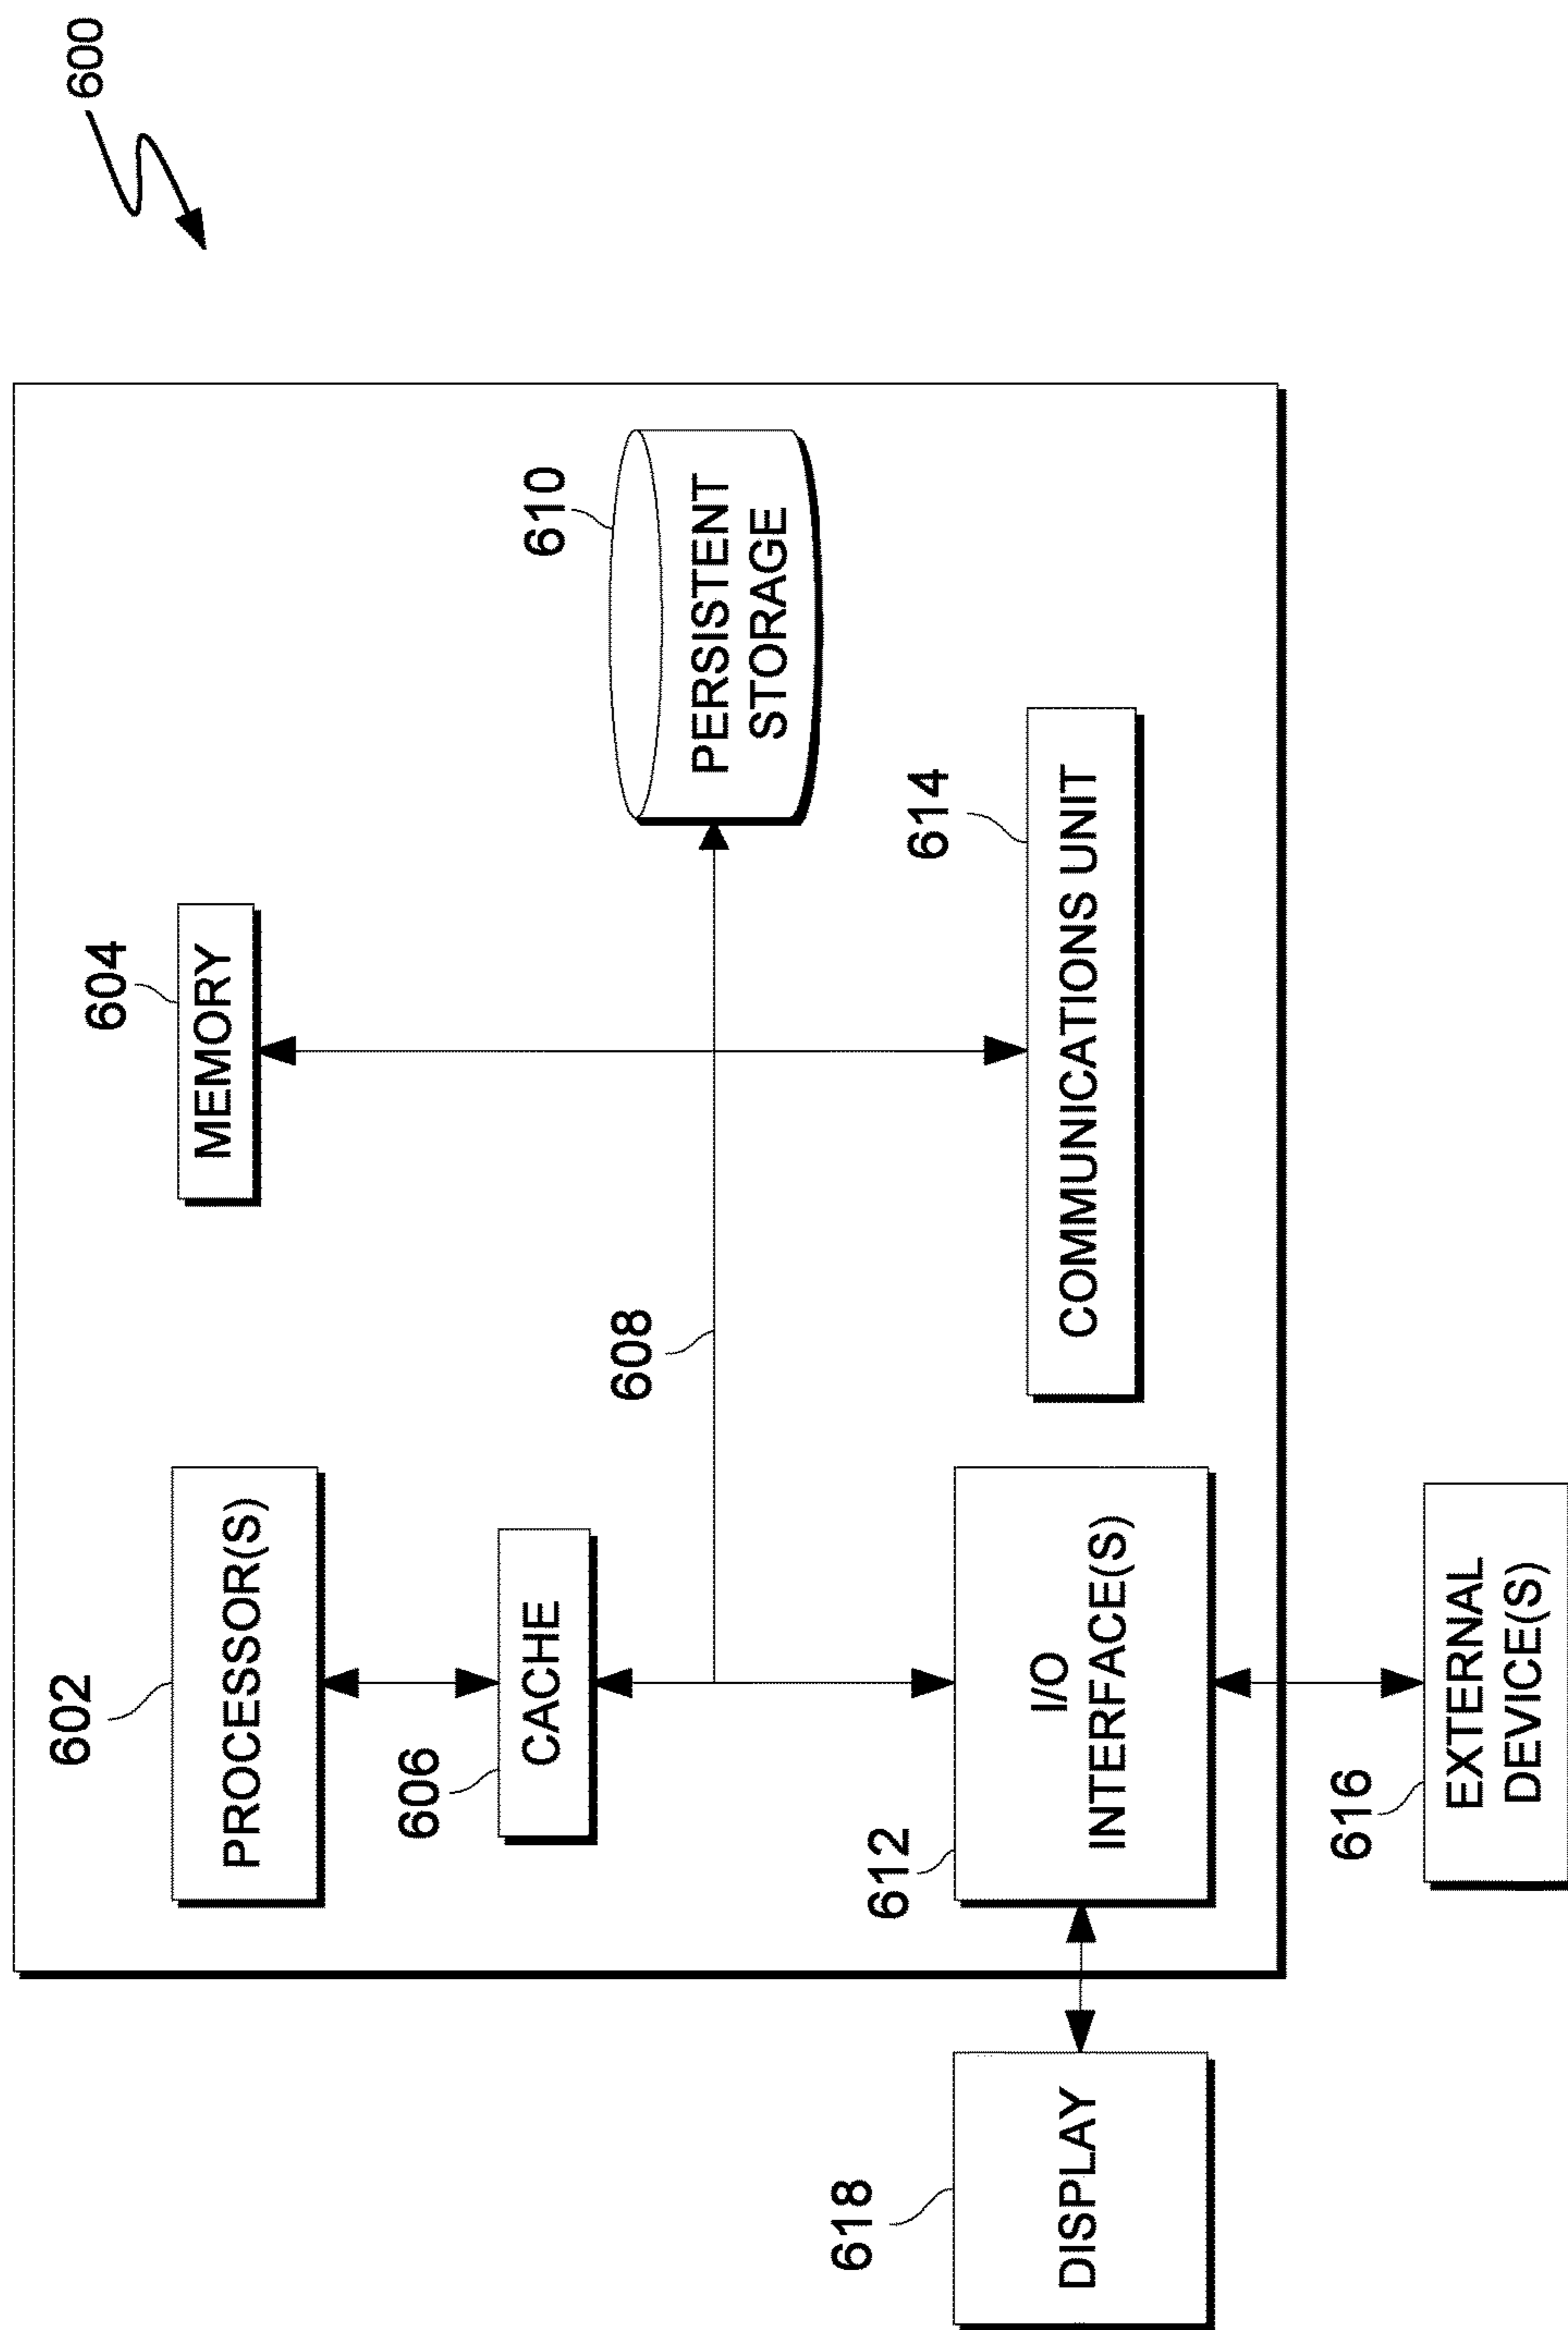 600
602
PROCESSOR(S)
604
MEMORY
606
CACHE
608
610
PERSISTENT
STORAGE
612
I/O
INTERFACE(S)
614
COMMUNICATIONS UNIT
618
DISPLAY
616
EXTERNAL
DEVICE(S)